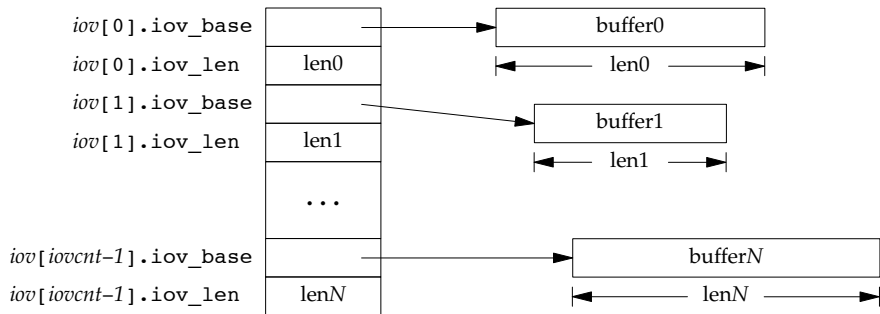 iov[0].iov_base buffer0
iov[0].iov_len len0 len0
iov[1].iov_base buffer1
iov[1].iov_len len1 len1
...
iov[iovcnt–1].iov_base bufferN
iov[iovcnt–1].iov_len lenN lenN